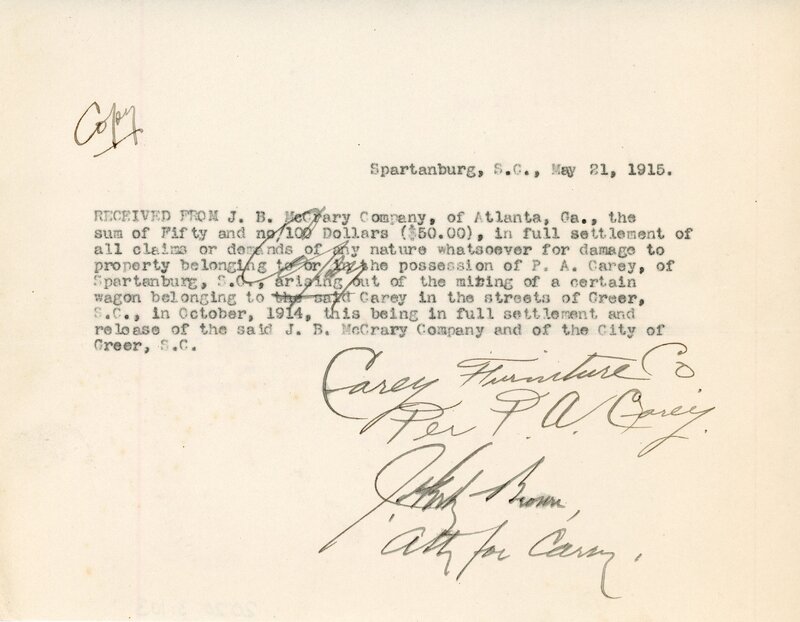 Copy
Spartanburg, S.C., May 21, 1915.
RECEIVED FROM J. B. McCrary Company, of Atlanta, Ga., the
sum of Fifty and no/100 Dollars ($50.00), in full settlement of
all claims or demands of any nature whatsoever for damage to
property belonging to or in the possession of P. A. Carey, of
Spartanburg, S.C., arising out of the miring of a certain
wagon belonging to the said Carey in the streets of Greer,
S.C., in October, 1914, this being in full settlement and
release of the said J. B. McCrary Company and of the City of
Greer, S.C.
Copy
Carey Furniture Co
Per P. A. Carey.
Brown,
Atty for Carey.